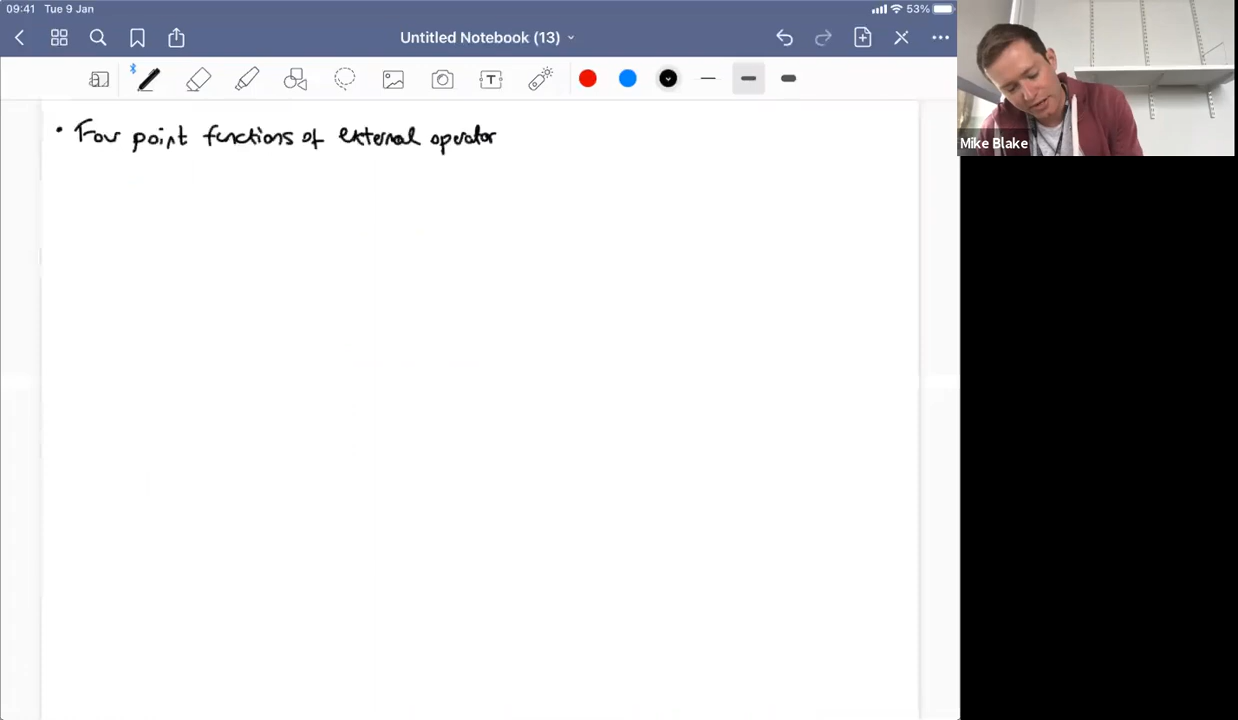 09:41 Tue 9 Jan
53%
Untitled Notebook (13)
T
• Four point functions of external operator
Mike Blake